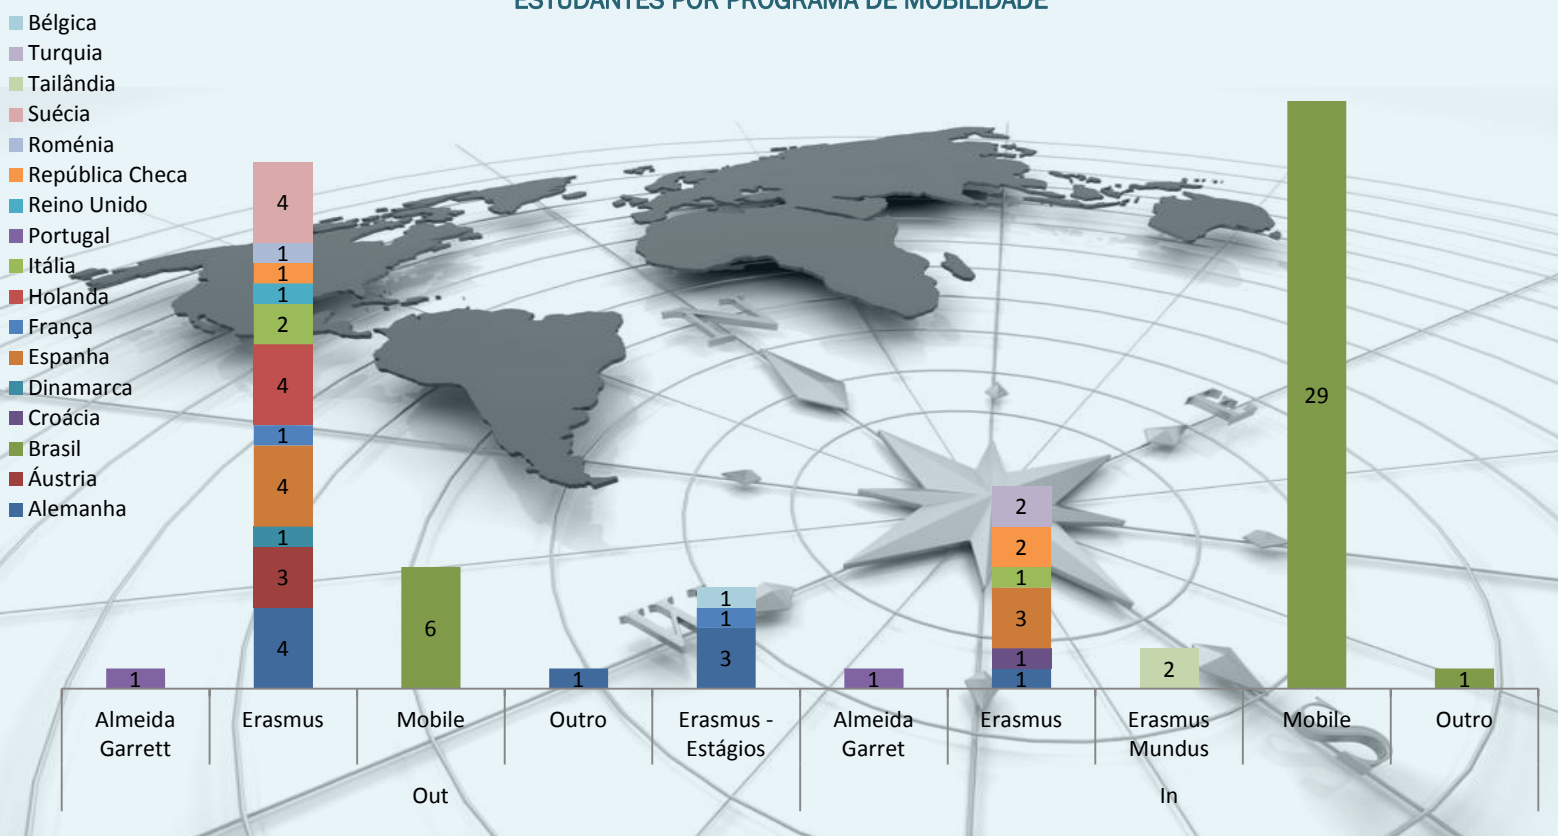 ESTUDANTES POR PROGRAMA DE MOBILIDADE
Bélgica
Turquia
Tailândia
Suécia
Roménia
República Checa
Reino Unido
Portugal
Itália
Holanda
França
Espanha
Dinamarca
Croácia
Brasil
Áustria
Alemanha
1
4
1
1
1
2
4
1
4
1
3
4
6
1
1
1
3
1
2
2
1
3
1
1
2
29
1
N
E
W
S
Almeida
Garrett
Erasmus
Mobile
Outro
Erasmus -
Estágios
Almeida
Garret
Erasmus
Erasmus
Mundus
Mobile
Outro
Out
In